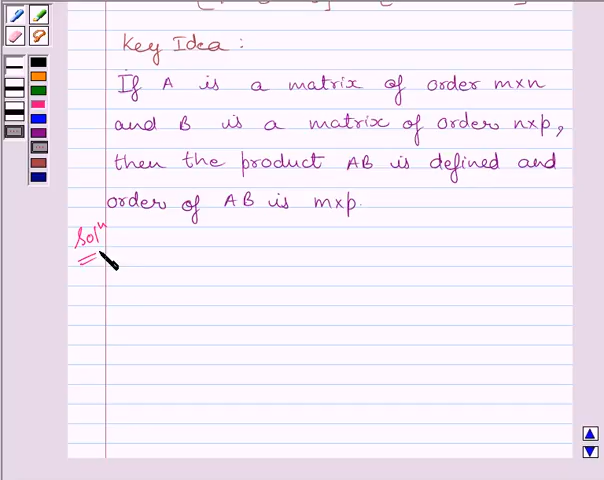 Key Idea :
If A is a matrix of order m×n
and B is a matrix of order n×p,
then the product AB is defined and
order of AB is m×p.
Solⁿ